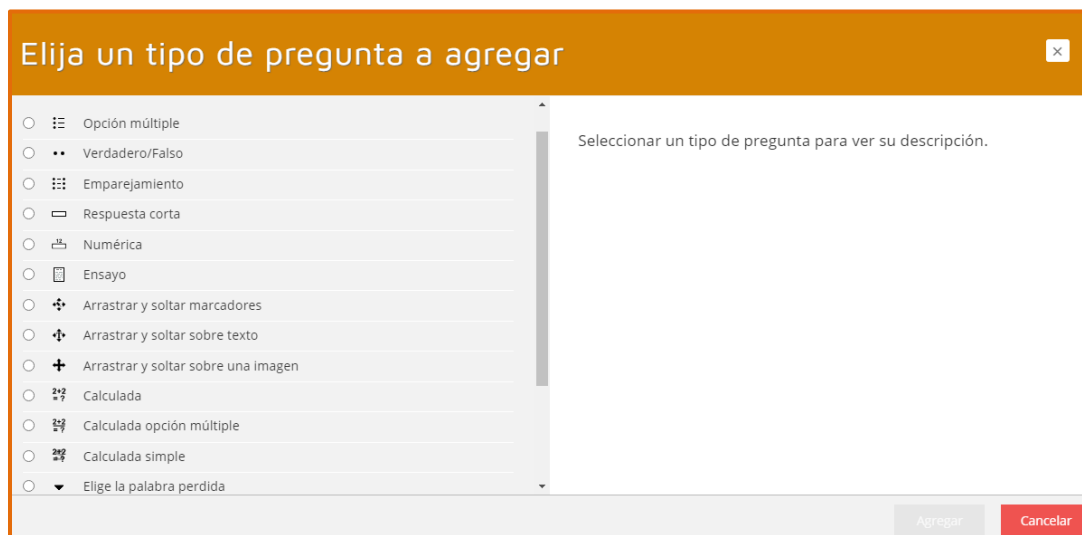 Elija un tipo de pregunta a agregar
Opción múltiple
Seleccionar un tipo de pregunta para ver su descripción.
Verdadero/Falso
Emparejamiento
Respuesta corta
Numérica
Ensayo
Arrastrar y soltar marcadores
Arrastrar y soltar sobre texto
Arrastrar y soltar sobre una imagen
Calculada
Calculada opción múltiple
Calculada simple
Elige la palabra perdida
Agregar
Cancelar